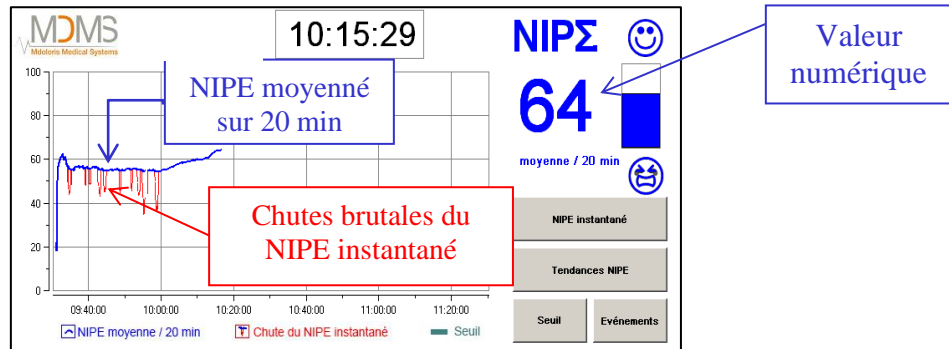 MDMS
Mdoloris Medical Systems
10:15:29
NIPΣ
Valeur
numérique
NIPE moyenné
sur 20 min
64
moyenne / 20 min
100
80
60
40
20
0
Chutes brutales du
NIPE instantané
NIPE instantané
Tendances NIPE
Seuil
Evénements
09:40:00
10:00:00
10:20:00
10:40:00
11:00:00
11:20:00
NIPE moyenne / 20 min
Chute du NIPE instantané
Seuil